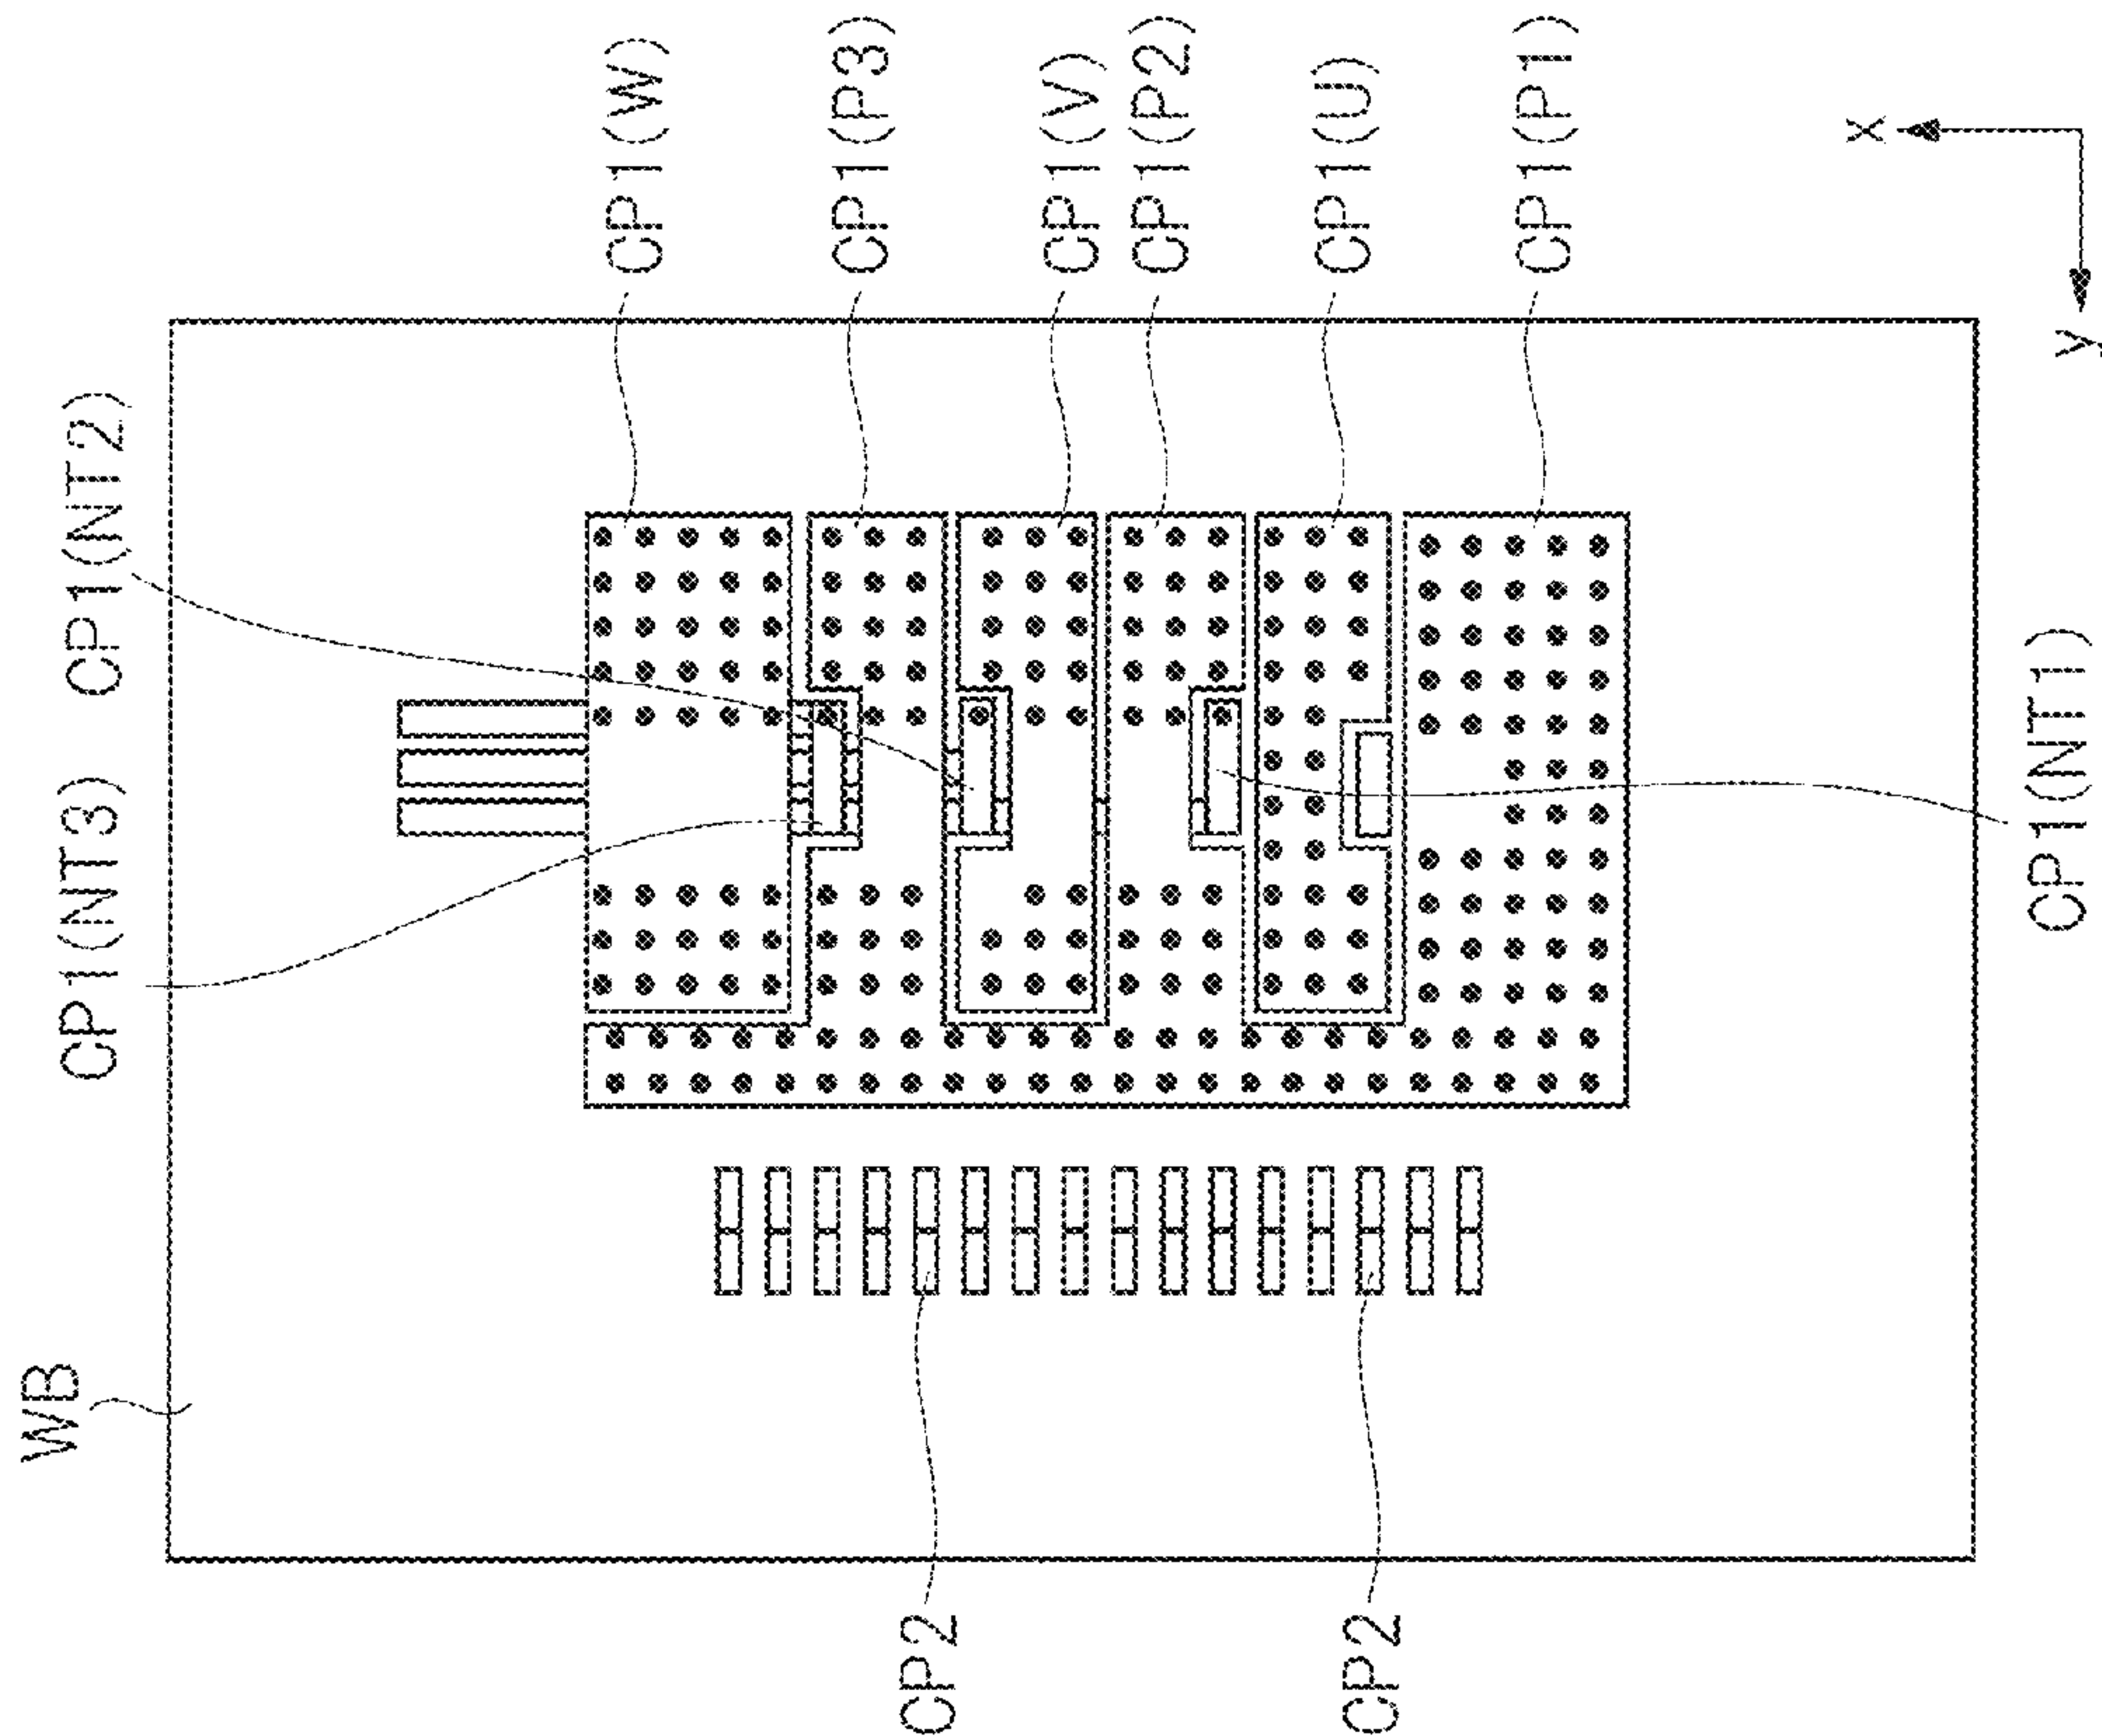 WB
CP1(NT3)
CP1(NT2)
CP1(W)
CP1(P3)
CP1(V)
CP1(P2)
CP1(U)
CP1(P1)
CP1(NT1)
CP2
CP2
x
y